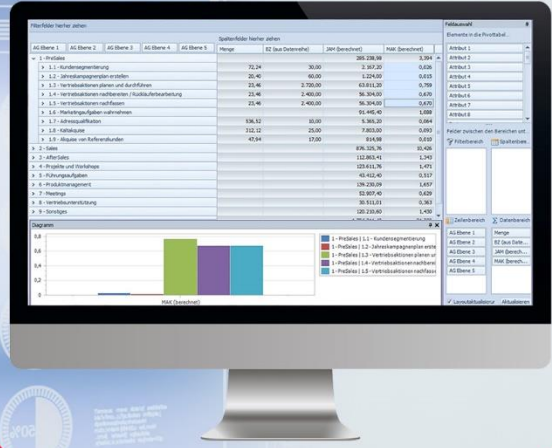 Filterfelder hierher ziehen
Spaltenfelder hierher ziehen
AG Ebene 1 AG Ebene 2 AG Ebene 3 AG Ebene 4 AG Ebene 5 Menge BZ (aus Datenreihe) JAM (berechnet) MAK (berechnet)
1 - PreSales 285.238,98 3,394
1.1 - Kundensegmentierung 72,24 30,00 2.167,20 0,026
1.2 - Jahreskampagnenplan erstellen 20,40 60,00 1.224,00 0,015
1.3 - Vertriebsaktionen planen und durchführen 23,46 2.720,00 63.811,20 0,759
1.4 - Vertriebsaktionen nachbereiten / Rückläuferbearbeitung 23,46 2.400,00 56.304,00 0,670
1.5 - Vertriebsaktionen nachfassen 23,46 2.400,00 56.304,00 0,670
1.6 - Marketingaufgaben wahrnehmen 91.445,40 1,088
1.7 - Adressqualifikation 536,52 10,00 5.365,20 0,064
1.8 - Kaltakquise 312,12 25,00 7.803,00 0,093
1.9 - Akquise von Referenzkunden 47,94 17,00 814,98 0,010
2 - Sales 876.325,76 10,426
3 - AfterSales 112.863,41 1,343
4 - Projekte und Workshops 123.611,76 1,471
5 - Führungsaufgaben 43.412,40 0,517
6 - Produktmanagement 139.230,09 1,657
7 - Meetings 52.907,40 0,629
8 - Vertriebsunterstützung 30.511,01 0,363
9 - Sonstiges 120.210,60 1,430
Diagramm
0,8
0,6
0,4
0,2
0
MAK (berechnet)
1 - PreSales | 1.1 - Kundensegmentierung
1 - PreSales | 1.2 - Jahreskampagnenplan erstelle
1 - PreSales | 1.3 - Vertriebsaktionen planen un
1 - PreSales | 1.4 - Vertriebsaktionen nachberei
1 - PreSales | 1.5 - Vertriebsaktionen nachfassen
Feldauswahl
Elemente in die Pivottabel...
Attribut 1
Attribut 2
Attribut 3
Attribut 4
Attribut 5
Attribut 6
Attribut 7
Attribut 8
Felder zwischen den Bereichen unt...
Filterbereich Spaltenbere...
Zeilenbereich Datenbereich
AG Ebene 1 Menge
AG Ebene 2 BZ (aus Date...
AG Ebene 3 JAM (berech...
AG Ebene 4 MAK (berech...
AG Ebene 5
Layoutaktualisierur Aktualisieren
50%